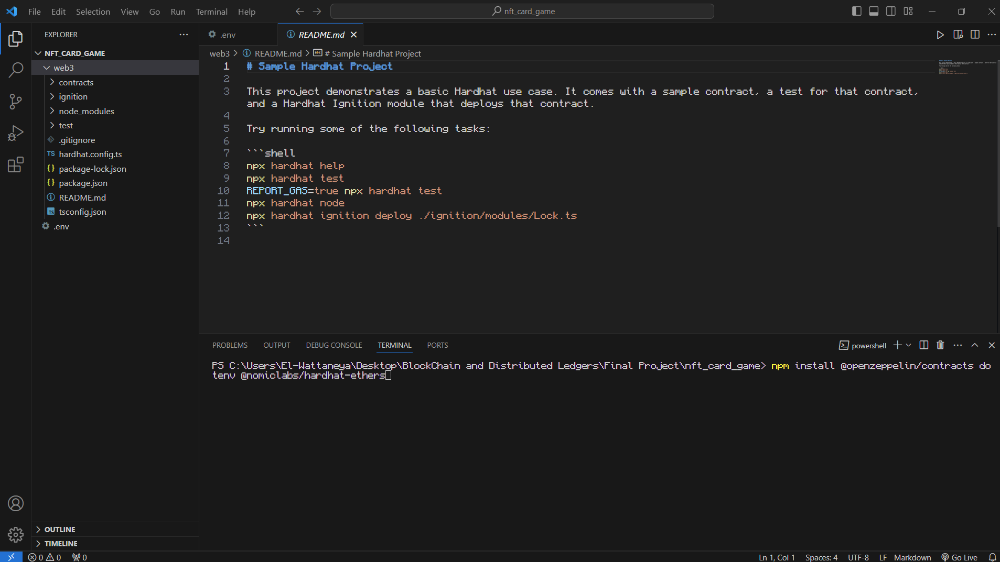 File Edit Selection View Go Run Terminal Help
nft_card_game
EXPLORER
NFT_CARD_GAME
web3
contracts
ignition
node_modules
test
.gitignore
TS hardhat.config.ts
{} package-lock.json
{} package.json
README.md
TS tsconfig.json
.env
OUTLINE
TIMELINE
.env README.md
web3 > README.md > abc # Sample Hardhat Project
1 # Sample Hardhat Project
2
3 This project demonstrates a basic Hardhat use case. It comes with a sample contract, a test for that contract,
and a Hardhat Ignition module that deploys that contract.
4
5 Try running some of the following tasks:
6
7 ```shell
8 npx hardhat help
9 npx hardhat test
10 REPORT_GAS=true npx hardhat test
11 npx hardhat node
12 npx hardhat ignition deploy ./ignition/modules/Lock.ts
13 ```
14
PROBLEMS OUTPUT DEBUG CONSOLE TERMINAL PORTS
powershell
PS C:\Users\El-Wattaneya\Desktop\BlockChain and Distributed Ledgers\Final Project\nft_card_game> npm install @openzeppelin/contracts do
tenv @nomiclabs/hardhat-ethers
0 0 0
Ln 1, Col 1 Spaces: 4 UTF-8 LF Markdown Go Live